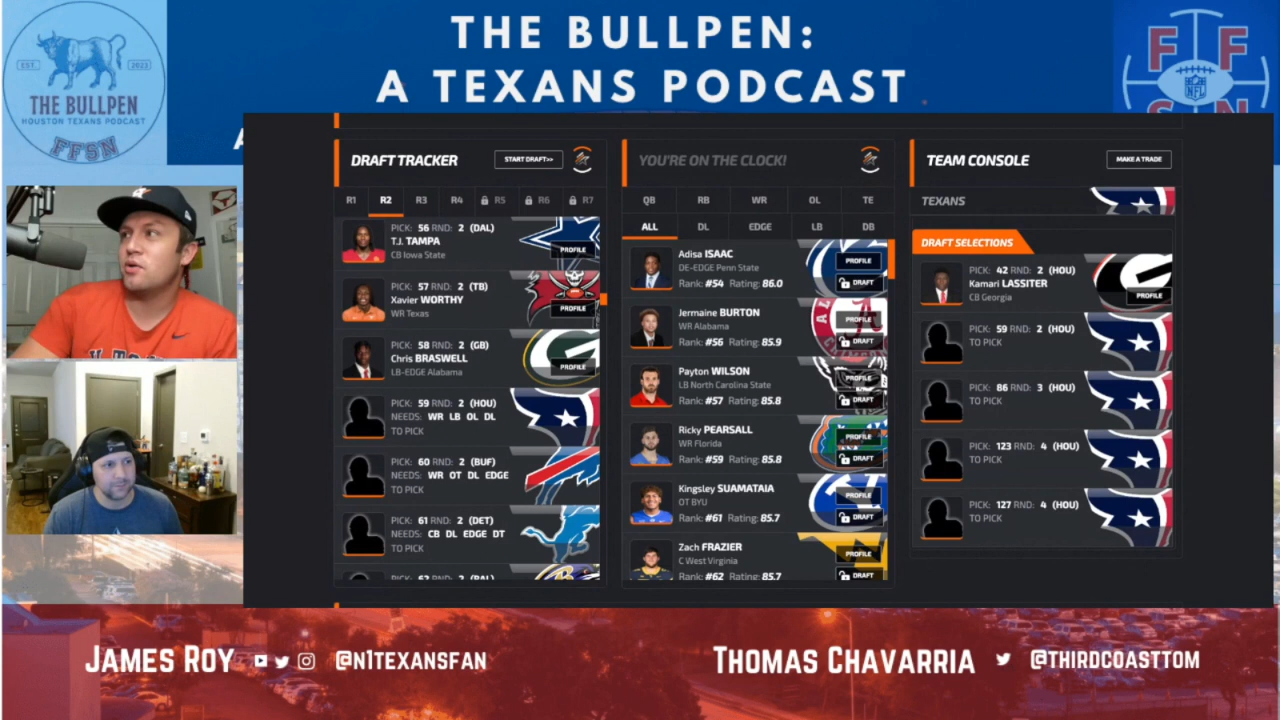 THE BULLPEN:
A TEXANS PODCAST
EST.
2023
THE BULLPEN
HOUSTON TEXANS PODCAST
FFSN
F F
NFL
DRAFT TRACKER
START DRAFT>>
R1 R2 R3 R4 R5 R6 R7
PICK: 56 RND: 2 (DAL)
T.J. TAMPA
CB Iowa State
PROFILE
PICK: 57 RND: 2 (TB)
Xavier WORTHY
WR Texas
PROFILE
PICK: 58 RND: 2 (GB)
Chris BRASWELL
LB-EDGE Alabama
PROFILE
PICK: 59 RND: 2 (HOU)
NEEDS: WR LB OL DL
TO PICK
PICK: 60 RND: 2 (BUF)
NEEDS: WR OT DL EDGE
TO PICK
PICK: 61 RND: 2 (DET)
NEEDS: CB DL EDGE DT
TO PICK
PICK: 62 RND: 2 (BAL)
YOU'RE ON THE CLOCK!
QB RB WR OL TE
ALL DL EDGE LB DB
Adisa ISAAC
DE-EDGE Penn State
Rank: #54 Rating: 86.0
PROFILE
DRAFT
Jermaine BURTON
WR Alabama
Rank: #56 Rating: 85.9
PROFILE
DRAFT
Payton WILSON
LB North Carolina State
Rank: #57 Rating: 85.8
PROFILE
DRAFT
Ricky PEARSALL
WR Florida
Rank: #59 Rating: 85.8
PROFILE
DRAFT
Kingsley SUAMATAIA
OT BYU
Rank: #61 Rating: 85.7
PROFILE
DRAFT
Zach FRAZIER
C West Virginia
Rank: #62 Rating: 85.7
PROFILE
DRAFT
TEAM CONSOLE
MAKE A TRADE
TEXANS
DRAFT SELECTIONS
PICK: 42 RND: 2 (HOU)
Kamari LASSITER
CB Georgia
PROFILE
PICK: 59 RND: 2 (HOU)
TO PICK
PICK: 86 RND: 3 (HOU)
TO PICK
PICK: 123 RND: 4 (HOU)
TO PICK
PICK: 127 RND: 4 (HOU)
TO PICK
JAMES ROY @N1TEXANSFAN
THOMAS CHAVARRIA @THIRDCOASTTOM